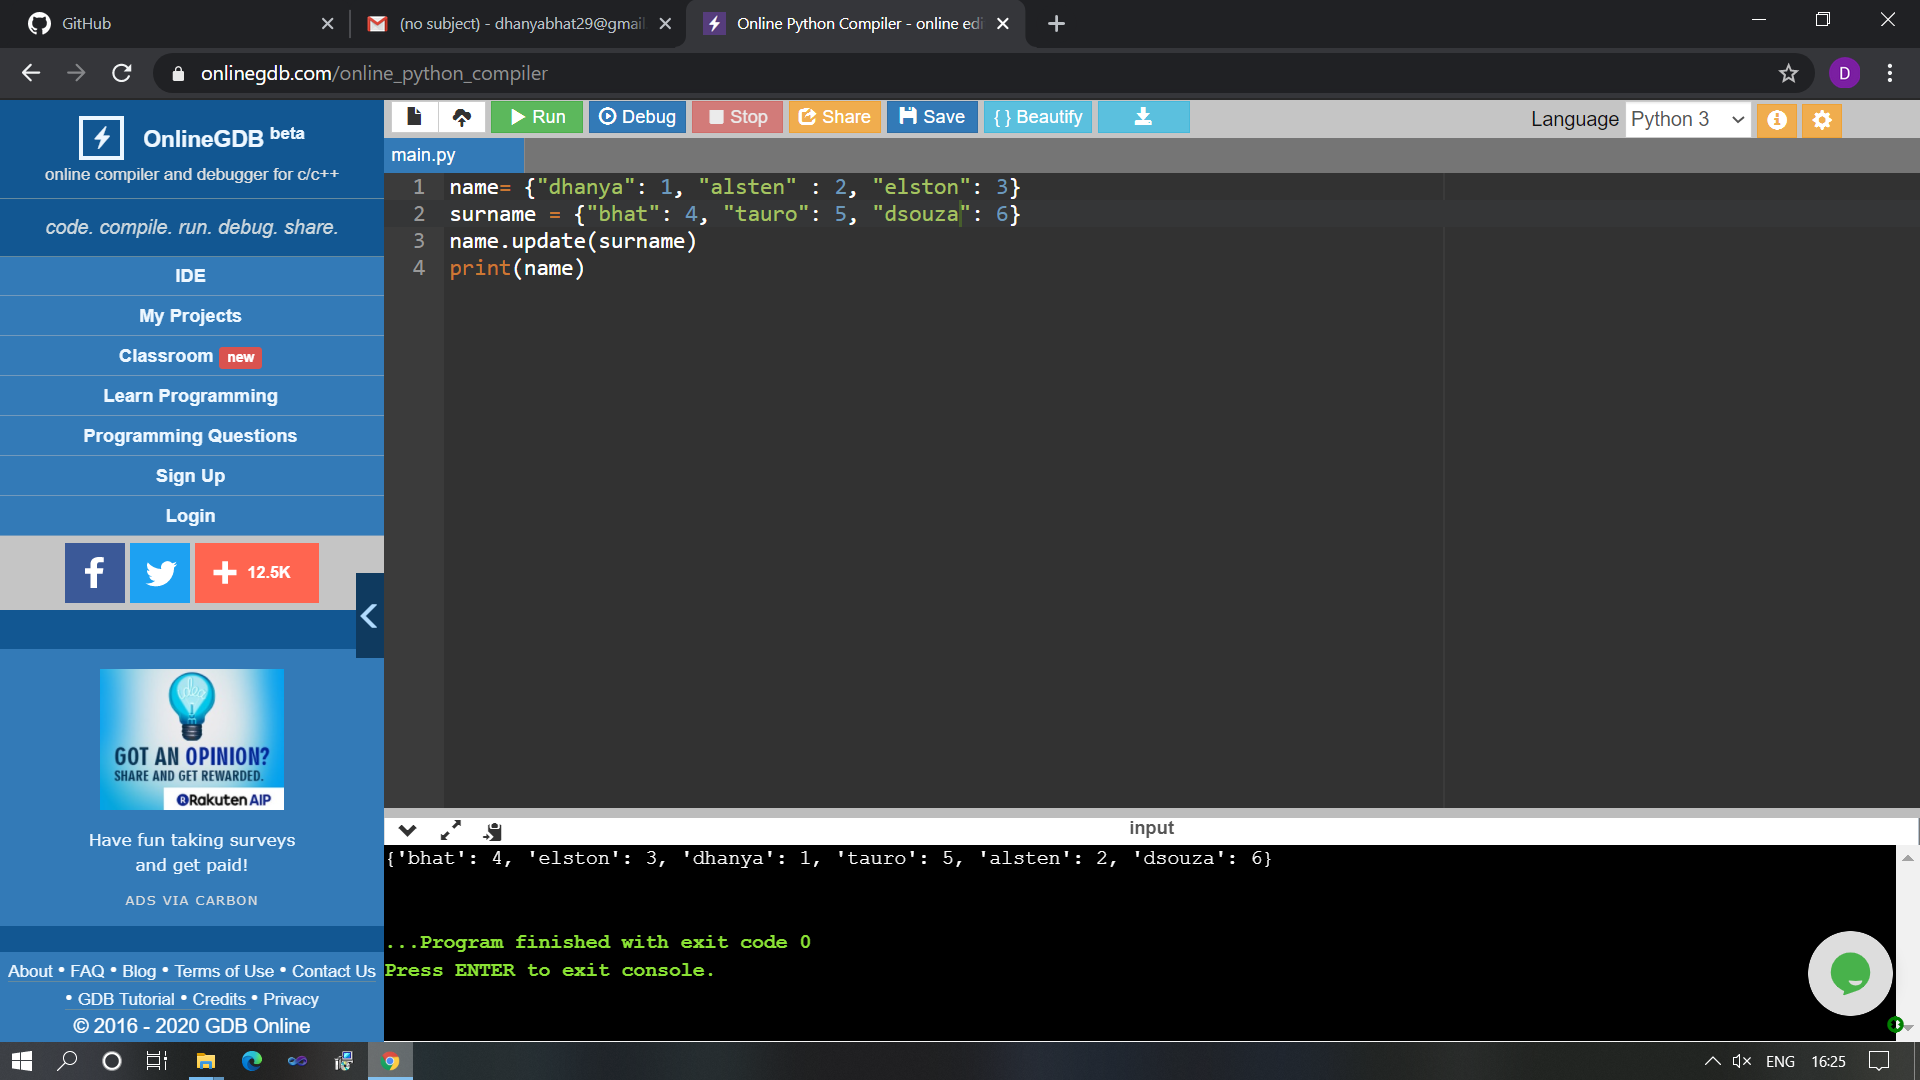 GitHub
(no subject) - dhanyabhat29@gmail
Online Python Compiler - online edi
onlinegdb.com/online_python_compiler
D
OnlineGDB beta
online compiler and debugger for c/c++
code. compile. run. debug. share.
IDE
My Projects
Classroom new
Learn Programming
Programming Questions
Sign Up
Login
12.5K
idea
GOT AN OPINION?
SHARE AND GET REWARDED.
Rakuten AIP
Have fun taking surveys
and get paid!
ADS VIA CARBON
About • FAQ • Blog • Terms of Use • Contact Us
• GDB Tutorial • Credits • Privacy
© 2016 - 2020 GDB Online
Run Debug Stop Share Save { } Beautify
Language Python 3
main.py
1 name= {"dhanya": 1, "alsten" : 2, "elston": 3}
2 surname = {"bhat": 4, "tauro": 5, "dsouza": 6}
3 name.update(surname)
4 print(name)
input
{'bhat': 4, 'elston': 3, 'dhanya': 1, 'tauro': 5, 'alsten': 2, 'dsouza': 6}
...Program finished with exit code 0
Press ENTER to exit console.
ENG 16:25